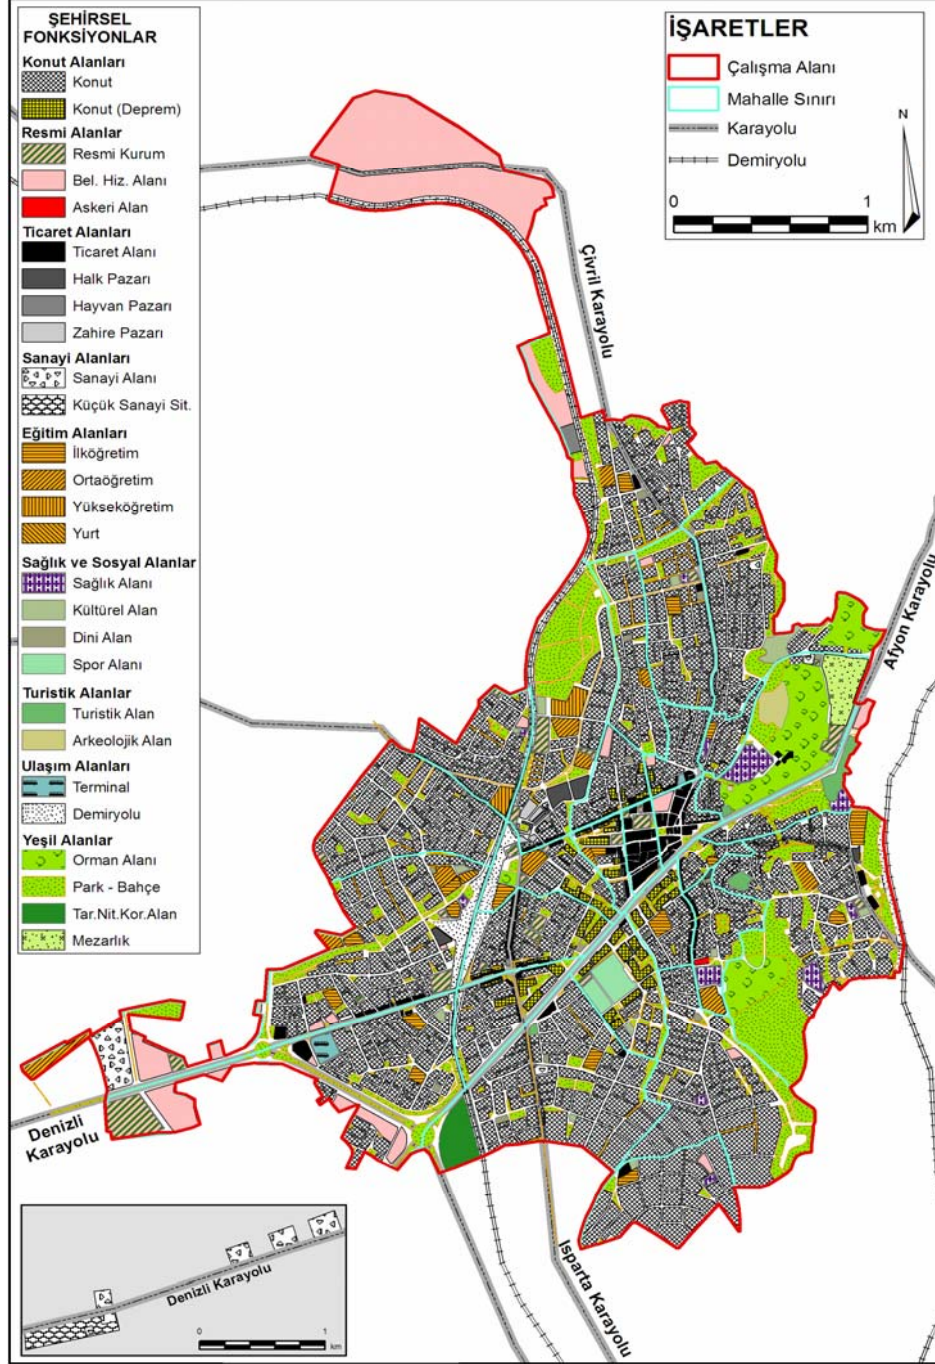 ŞEHİRSEL
FONKSİYONLAR
Konut Alanları
Konut
Konut (Deprem)
Resmi Alanlar
Resmi Kurum
Bel. Hiz. Alanı
Askeri Alan
Ticaret Alanları
Ticaret Alanı
Halk Pazarı
Hayvan Pazarı
Zahire Pazarı
Sanayi Alanları
Sanayi Alanı
Küçük Sanayi Sit.
Eğitim Alanları
İlköğretim
Ortaöğretim
Yükseköğretim
Yurt
Sağlık ve Sosyal Alanlar
Sağlık Alanı
Kültürel Alan
Dini Alan
Spor Alanı
Turistik Alanlar
Turistik Alan
Arkeolojik Alan
Ulaşım Alanları
Terminal
Demiryolu
Yeşil Alanlar
Orman Alanı
Park - Bahçe
Tar.Nit.Kor.Alan
Mezarlık
İŞARETLER
Çalışma Alanı
Mahalle Sınırı
Karayolu
Demiryolu
N
0 1
km
Çivril Karayolu
Afyon Karayolu
Denizli
Karayolu
Isparta Karayolu
Denizli Karayolu
0 1
km